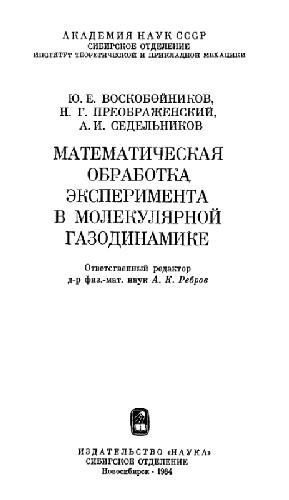 АКАДЕМИЯ НАУК СССР
СИБИРСКОЕ ОТДЕЛЕНИЕ
ИНСТИТУТ ТЕОРЕТИЧЕСКОЙ И ПРИКЛАДНОЙ МЕХАНИКИ
Ю. Е. ВОСКОБОЙНИКОВ,
Н. Г. ПРЕОБРАЖЕНСКИЙ,
А. И. СЕДЕЛЬНИКОВ
МАТЕМАТИЧЕСКАЯ
ОБРАБОТКА
ЭКСПЕРИМЕНТА
В МОЛЕКУЛЯРНОЙ
ГАЗОДИНАМИКЕ
Ответственный редактор
д-р физ.-мат. наук А. К. Ребров
ИЗДАТЕЛЬСТВО «НАУКА»
СИБИРСКОЕ ОТДЕЛЕНИЕ
Новосибирск · 1984